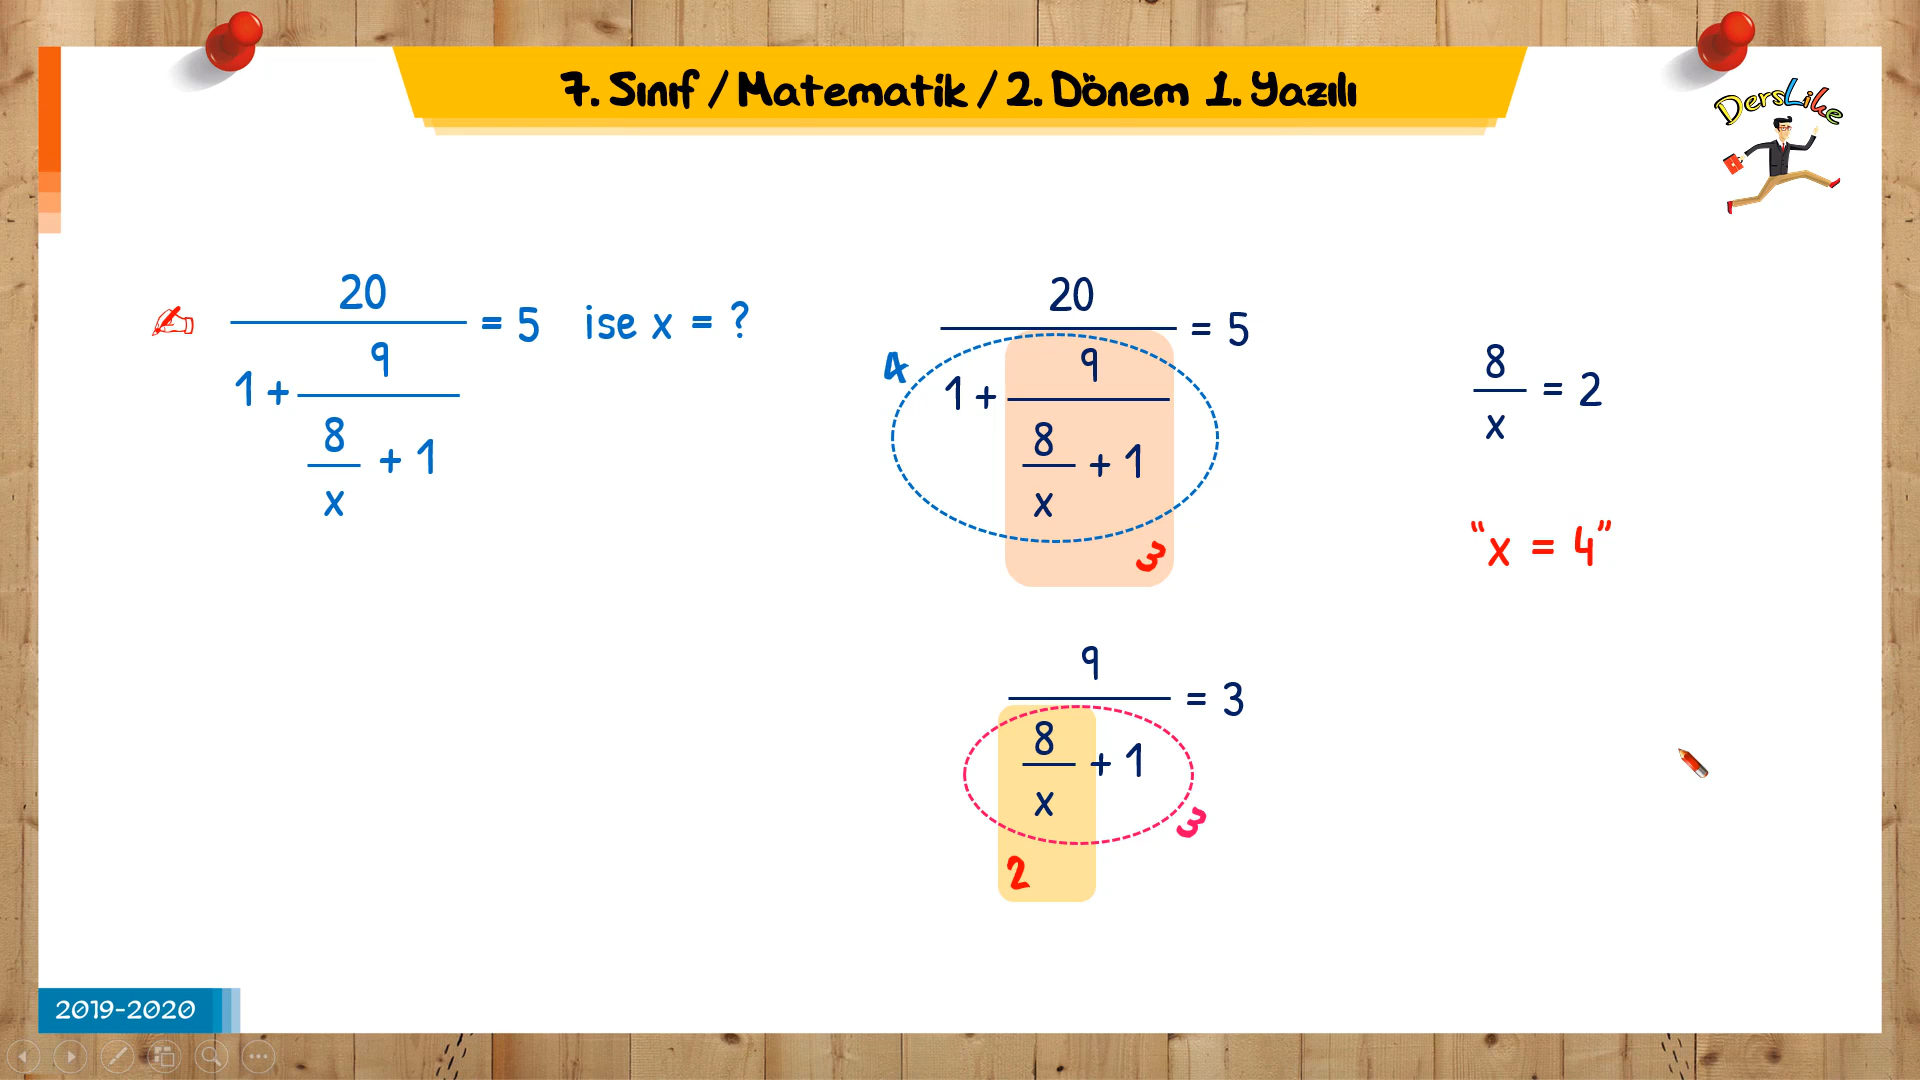 7. Sınıf / Matematik / 2. Dönem 1. Yazılı
DersLike
20
= 5 ise x = ?
9
1 +
8
+ 1
x
20
= 5
4
9
1 +
8
+ 1
x
3
9
= 3
8
+ 1
x
3
2
8
= 2
x
“x = 4”
2019-2020